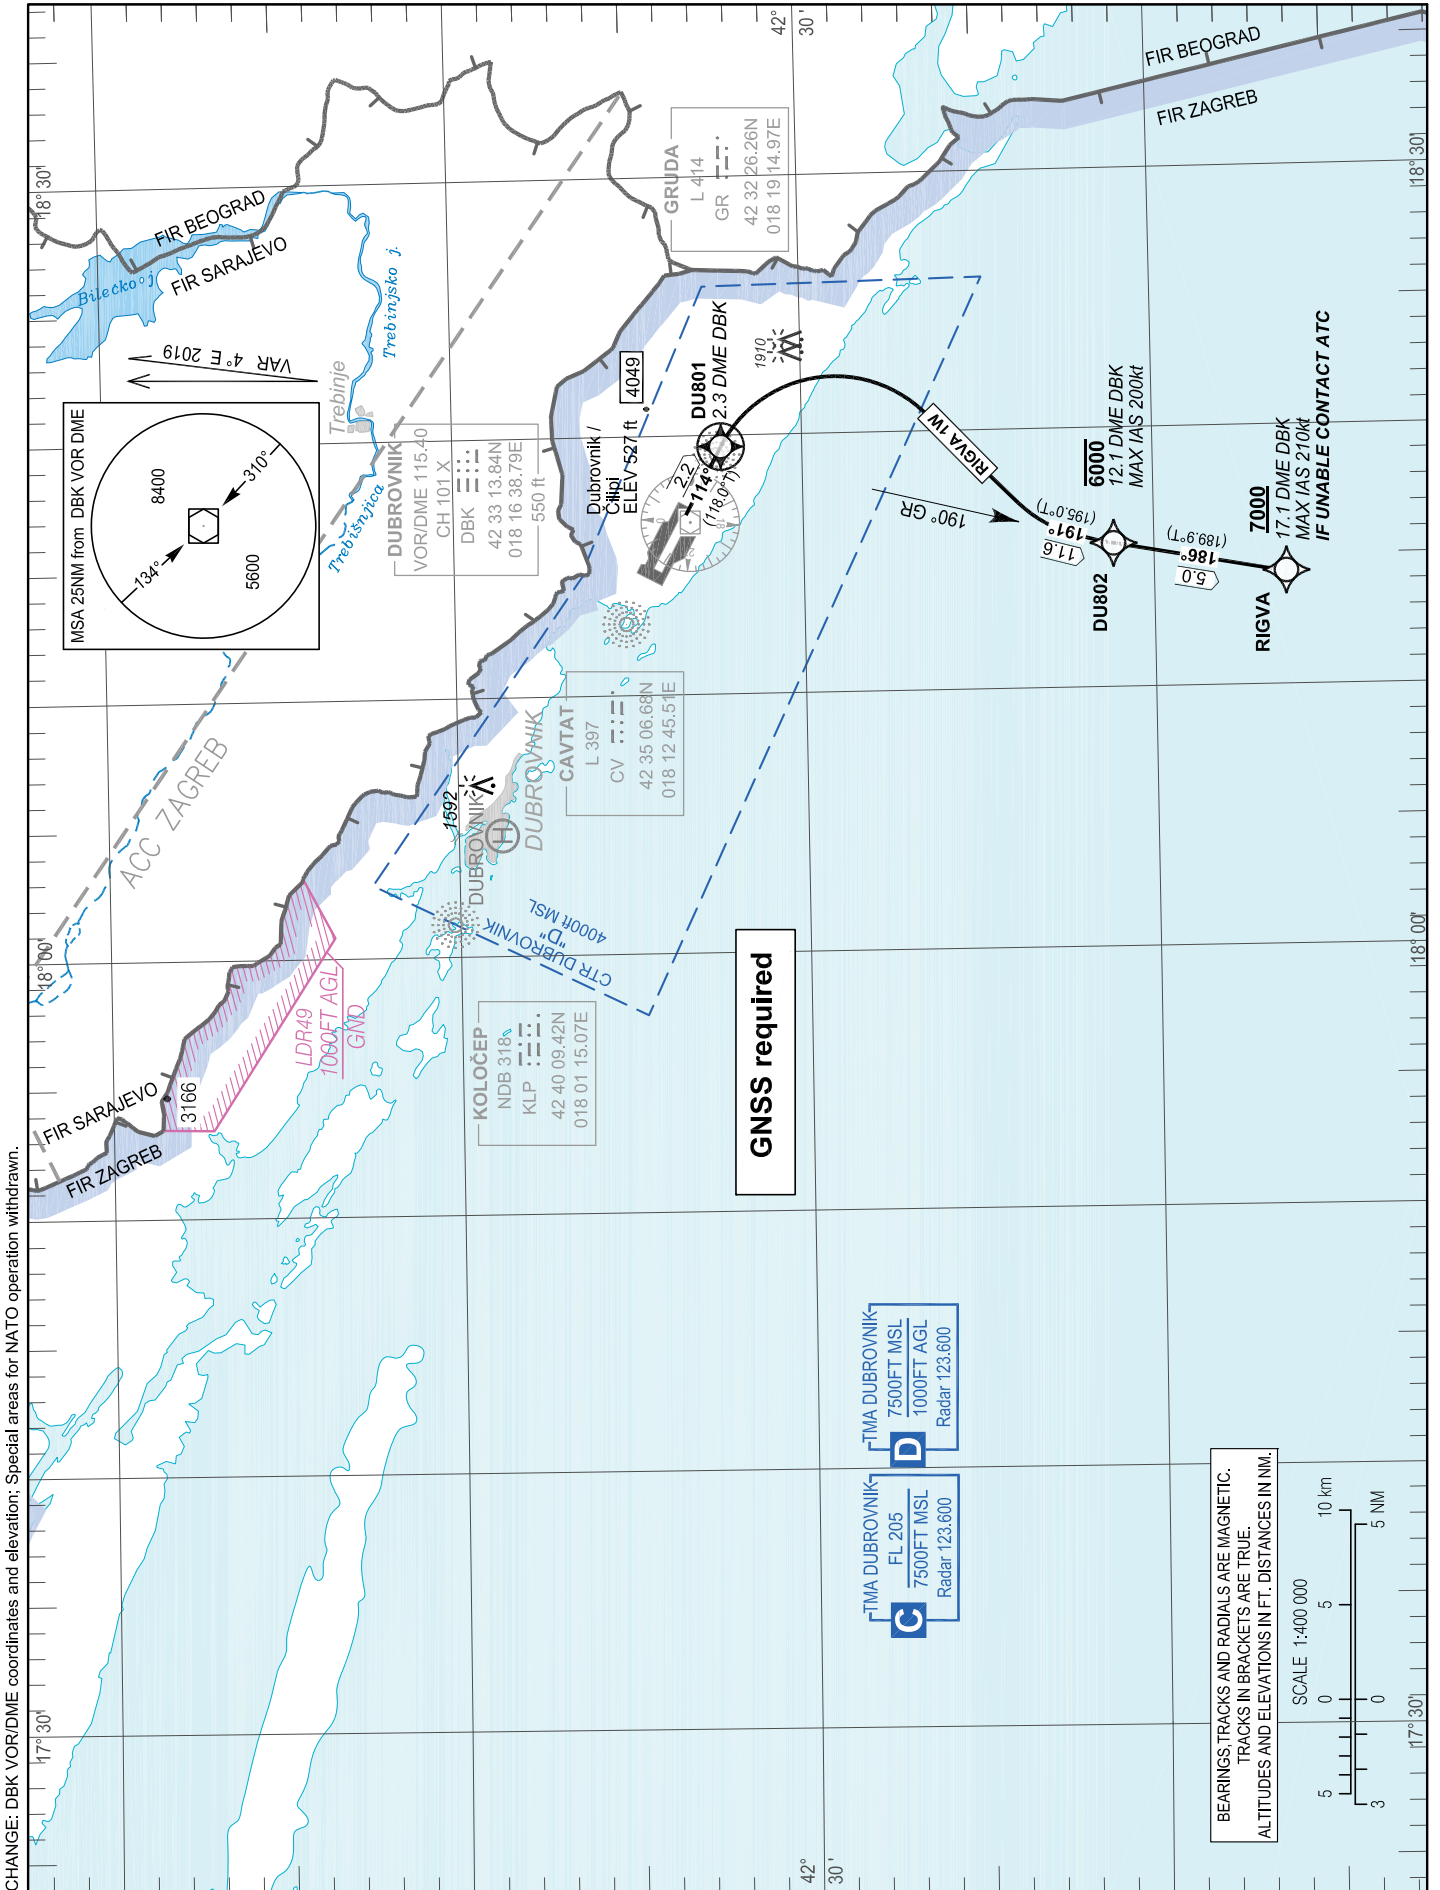 CHANGE: DBK VOR/DME coordinates and elevation; Special areas for NATO operation withdrawn.
MSA 25NM from DBK VOR DME
134°
310°
8400
5600
VAR 4°E 2019
Bilećko j.
FIR BEOGRAD
FIR SARAJEVO
18° 30'
42°
30'
FIR BEOGRAD
FIR ZAGREB
Trebinjsko j.
Trebinje
Trebišnjica
GRUDA
L 414
GR
42 32 26.26N
018 19 14.97E
DUBROVNIK
VOR/DME 115.40
CH 101 X
DBK
42 33 13.84N
018 16 38.79E
550 ft
Dubrovnik /
Čilipi
ELEV 527 ft
4049
DU801
2.3 DME DBK
1910
2.2
114°
(118.0°T)
RIGVA 1W
190° GR
11.6
191°
(195.0°T)
6000
12.1 DME DBK
MAX IAS 200kt
DU802
5.0
186°
(189.9°T)
7000
17.1 DME DBK
MAX IAS 210kt
IF UNABLE CONTACT ATC
RIGVA
18° 30'
ACC ZAGREB
CAVTAT
L 397
CV
42 35 06.68N
018 12 45.51E
1592
DUBROVNIK
H
DUBROVNIK
CTR DUBROVNIK
"D"
4000ft MSL
18° 00'
18° 00'
LDR49
1000FT AGL
GND
KOLOČEP
NDB 318
KLP
42 40 09.42N
018 01 15.07E
FIR SARAJEVO
FIR ZAGREB
3166
GNSS required
TMA DUBROVNIK
D
7500FT MSL
1000FT AGL
Radar 123.600
TMA DUBROVNIK
C
FL 205
7500FT MSL
Radar 123.600
17° 30'
17° 30'
42°
30'
BEARINGS,TRACKS AND RADIALS ARE MAGNETIC.
TRACKS IN BRACKETS ARE TRUE.
ALTITUDES AND ELEVATIONS IN FT. DISTANCES IN NM.
SCALE 1:400 000
5 0 5 10 km
3 0 5 NM